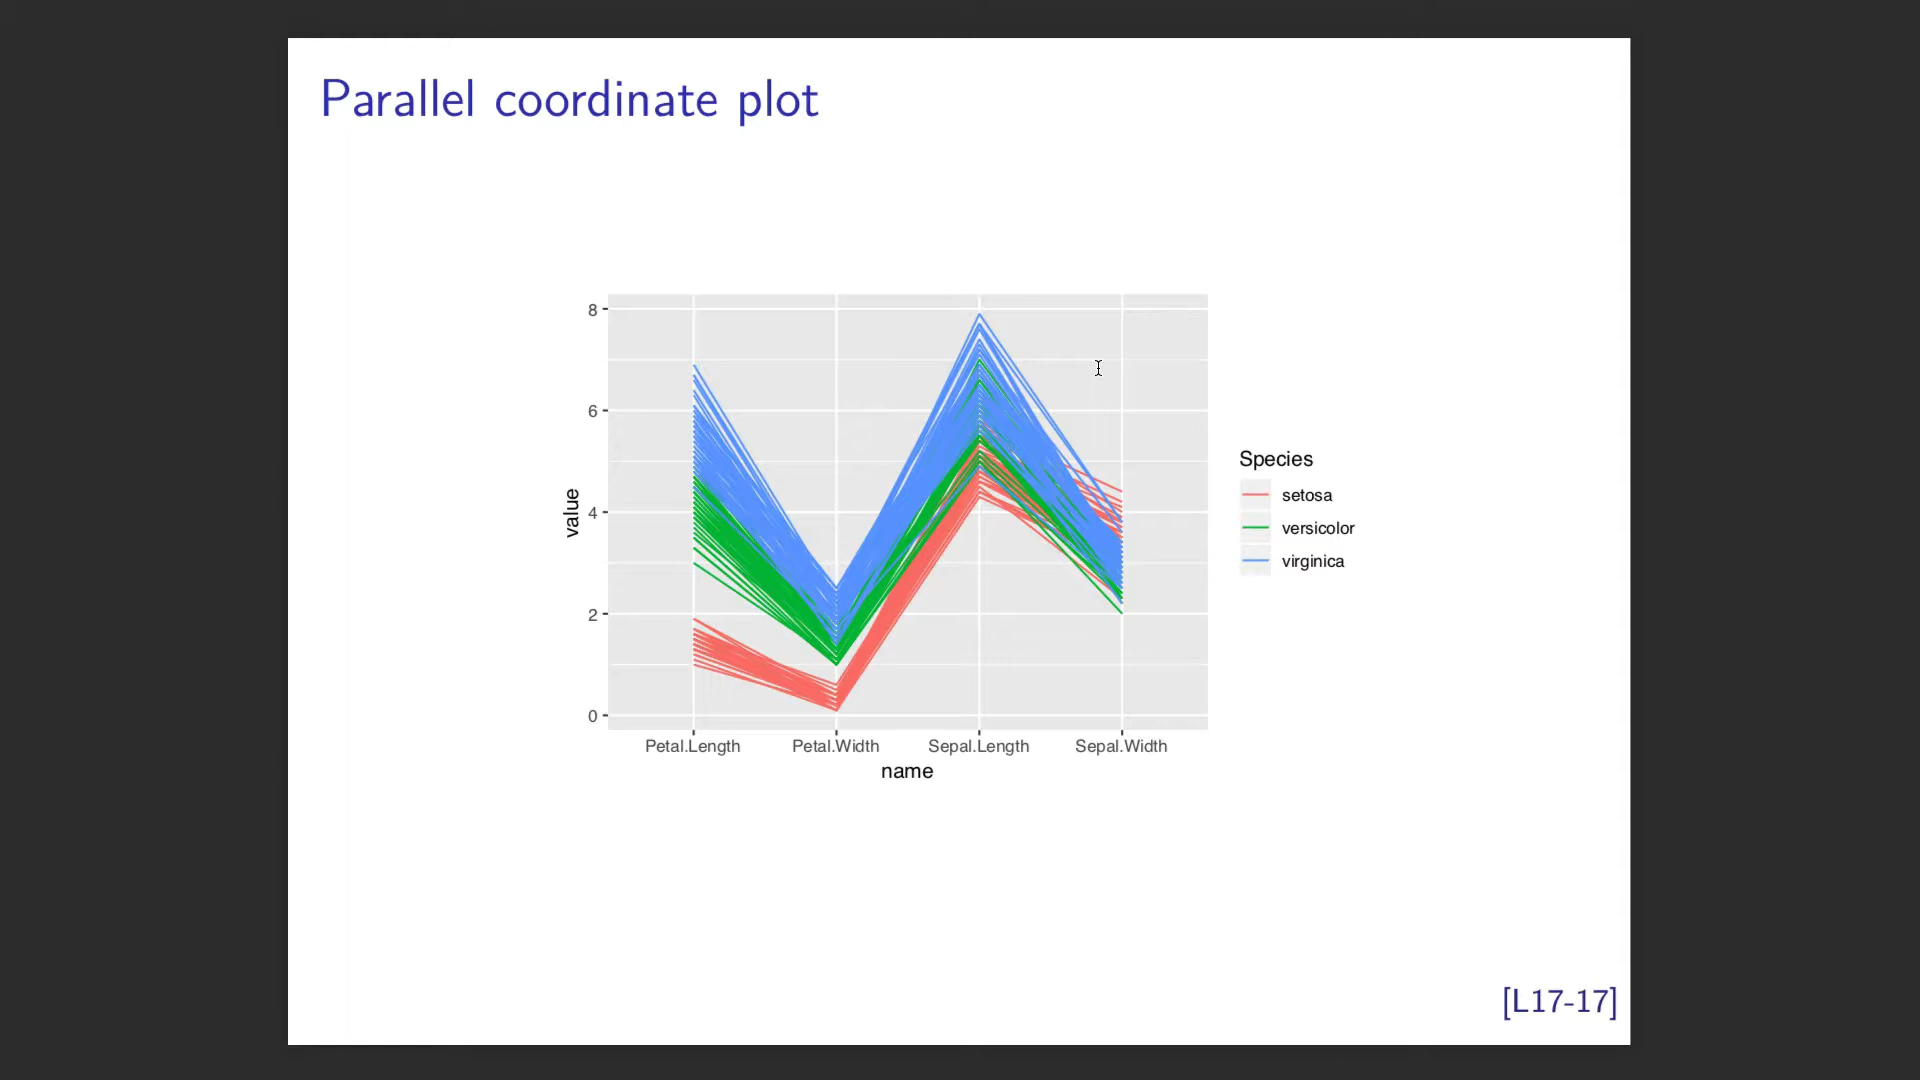 Parallel coordinate plot
8
6
4
2
0
value
Petal.Length Petal.Width Sepal.Length Sepal.Width
name
Species
setosa
versicolor
virginica
[L17-17]